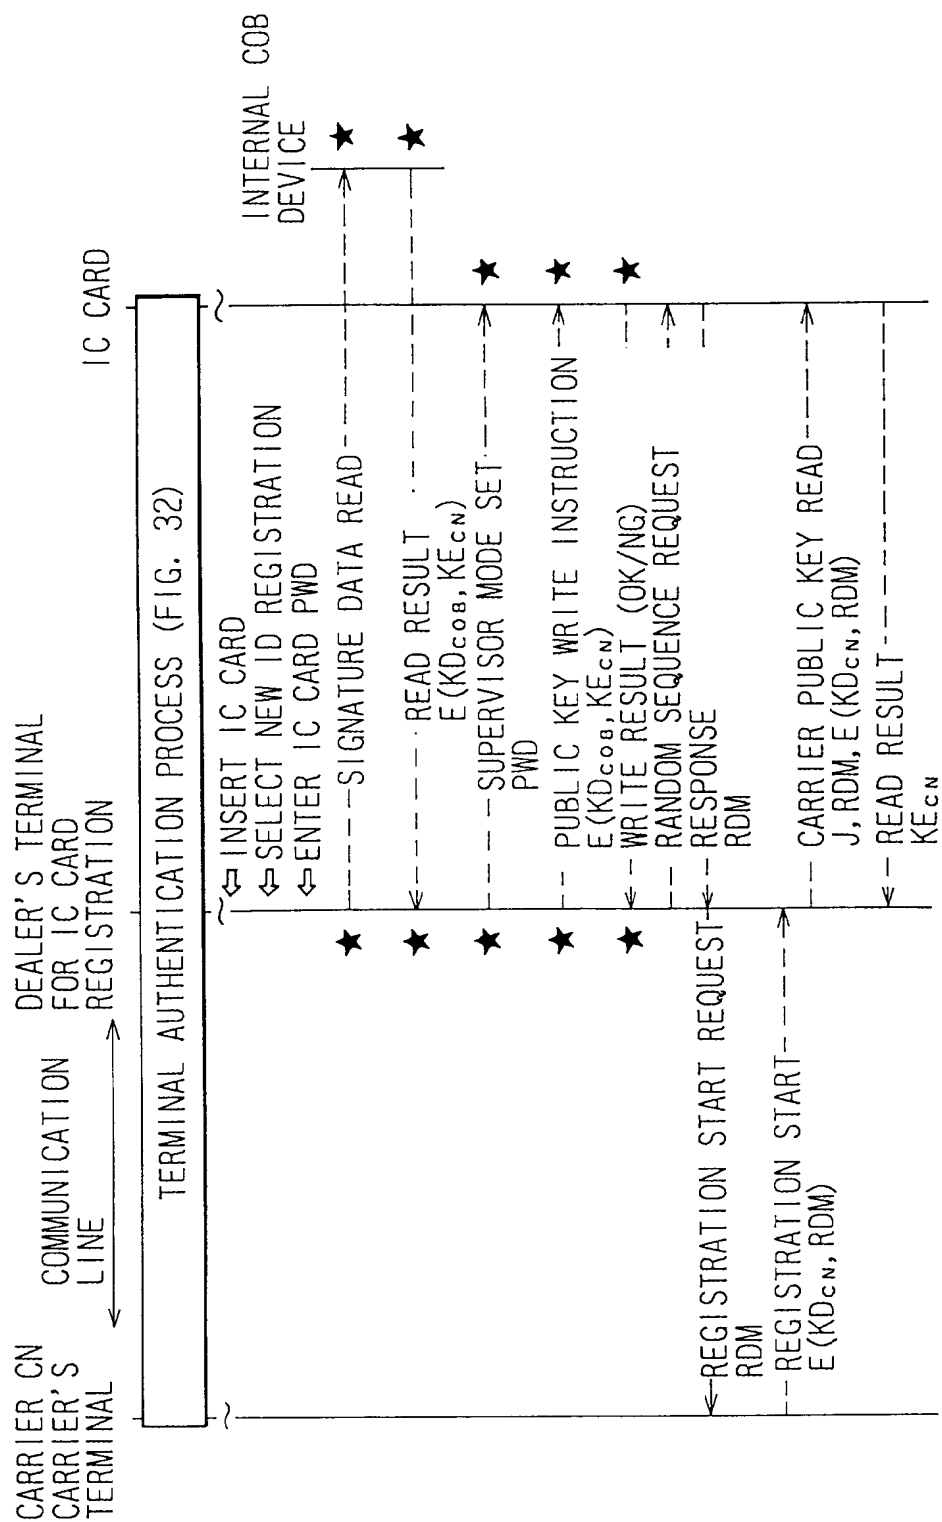 CARRIER CN
CARRIER'S
TERMINAL
COMMUNICATION
LINE
DEALER'S TERMINAL
FOR IC CARD
REGISTRATION
IC CARD
TERMINAL AUTHENTICATION PROCESS (FIG. 32)
INTERNAL COB
DEVICE
INSERT IC CARD
SELECT NEW ID REGISTRATION
ENTER IC CARD PWD
SIGNATURE DATA READ
READ RESULT
E(KDCOB, KECN)
SUPERVISOR MODE SET
PWD
PUBLIC KEY WRITE INSTRUCTION
E(KDCOB, KECN)
WRITE RESULT (OK/NG)
RANDOM SEQUENCE REQUEST
RESPONSE
RDM
REGISTRATION START REQUEST
RDM
REGISTRATION START
E(KDCN, RDM)
CARRIER PUBLIC KEY READ
J, RDM, E(KDCN, RDM)
READ RESULT
KECN